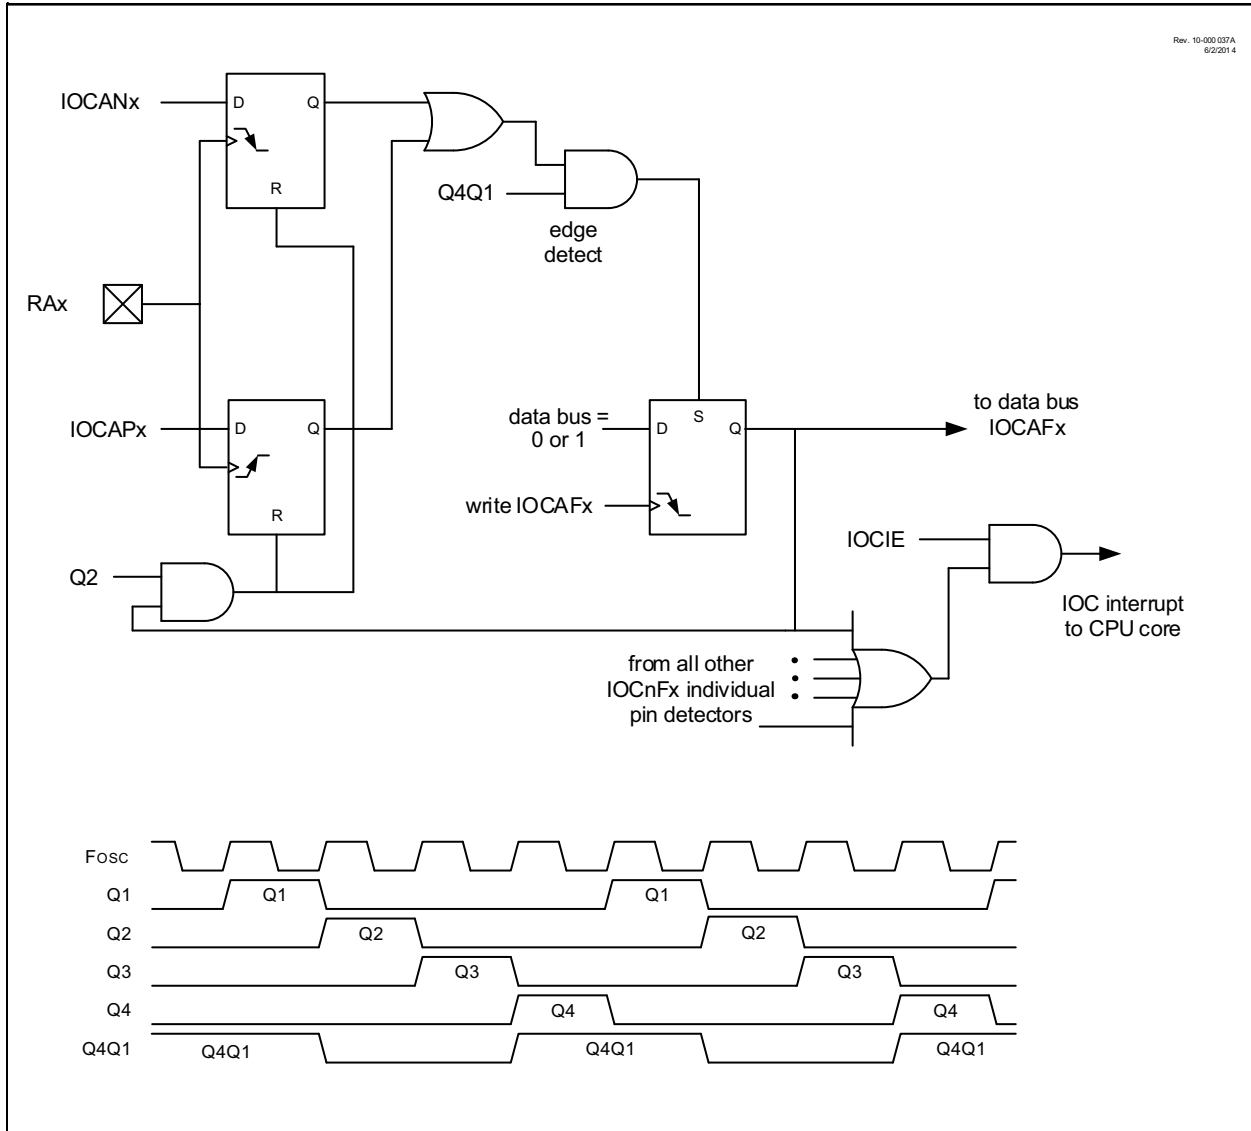 Rev. 10-000 037A
6/2/201 4
IOCANx
D
Q
R
Q4Q1
edge
detect
RAx
IOCAPx
D
Q
R
data bus =
0 or 1
D
S
Q
to data bus
IOCAFx
write IOCAFx
IOCIE
Q2
IOC interrupt
to CPU core
from all other
IOCnFx individual
pin detectors
FOSC
Q1
Q1
Q1
Q2
Q2
Q2
Q3
Q3
Q3
Q4
Q4
Q4
Q4Q1
Q4Q1
Q4Q1
Q4Q1